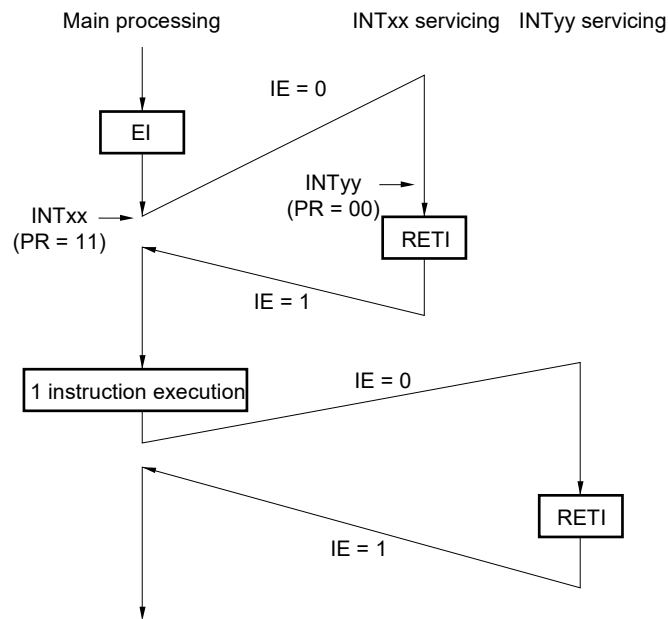 Main processing
INTxx servicing
INTyy servicing
IE = 0
EI
INTyy
(PR = 00)
INTxx
(PR = 11)
RETI
IE = 1
IE = 0
1 instruction execution
RETI
IE = 1